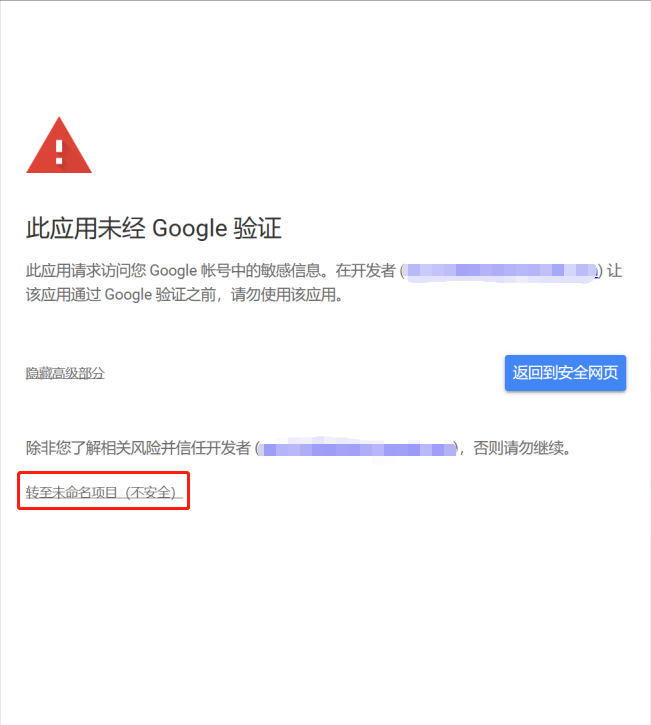 此应用未经 Google 验证
此应用请求访问您 Google 帐号中的敏感信息。在开发者 () 让
该应用通过 Google 验证之前，请勿使用该应用。
隐藏高级部分
返回到安全网页
除非您了解相关风险并信任开发者 ()，否则请勿继续。
转至未命名项目（不安全）